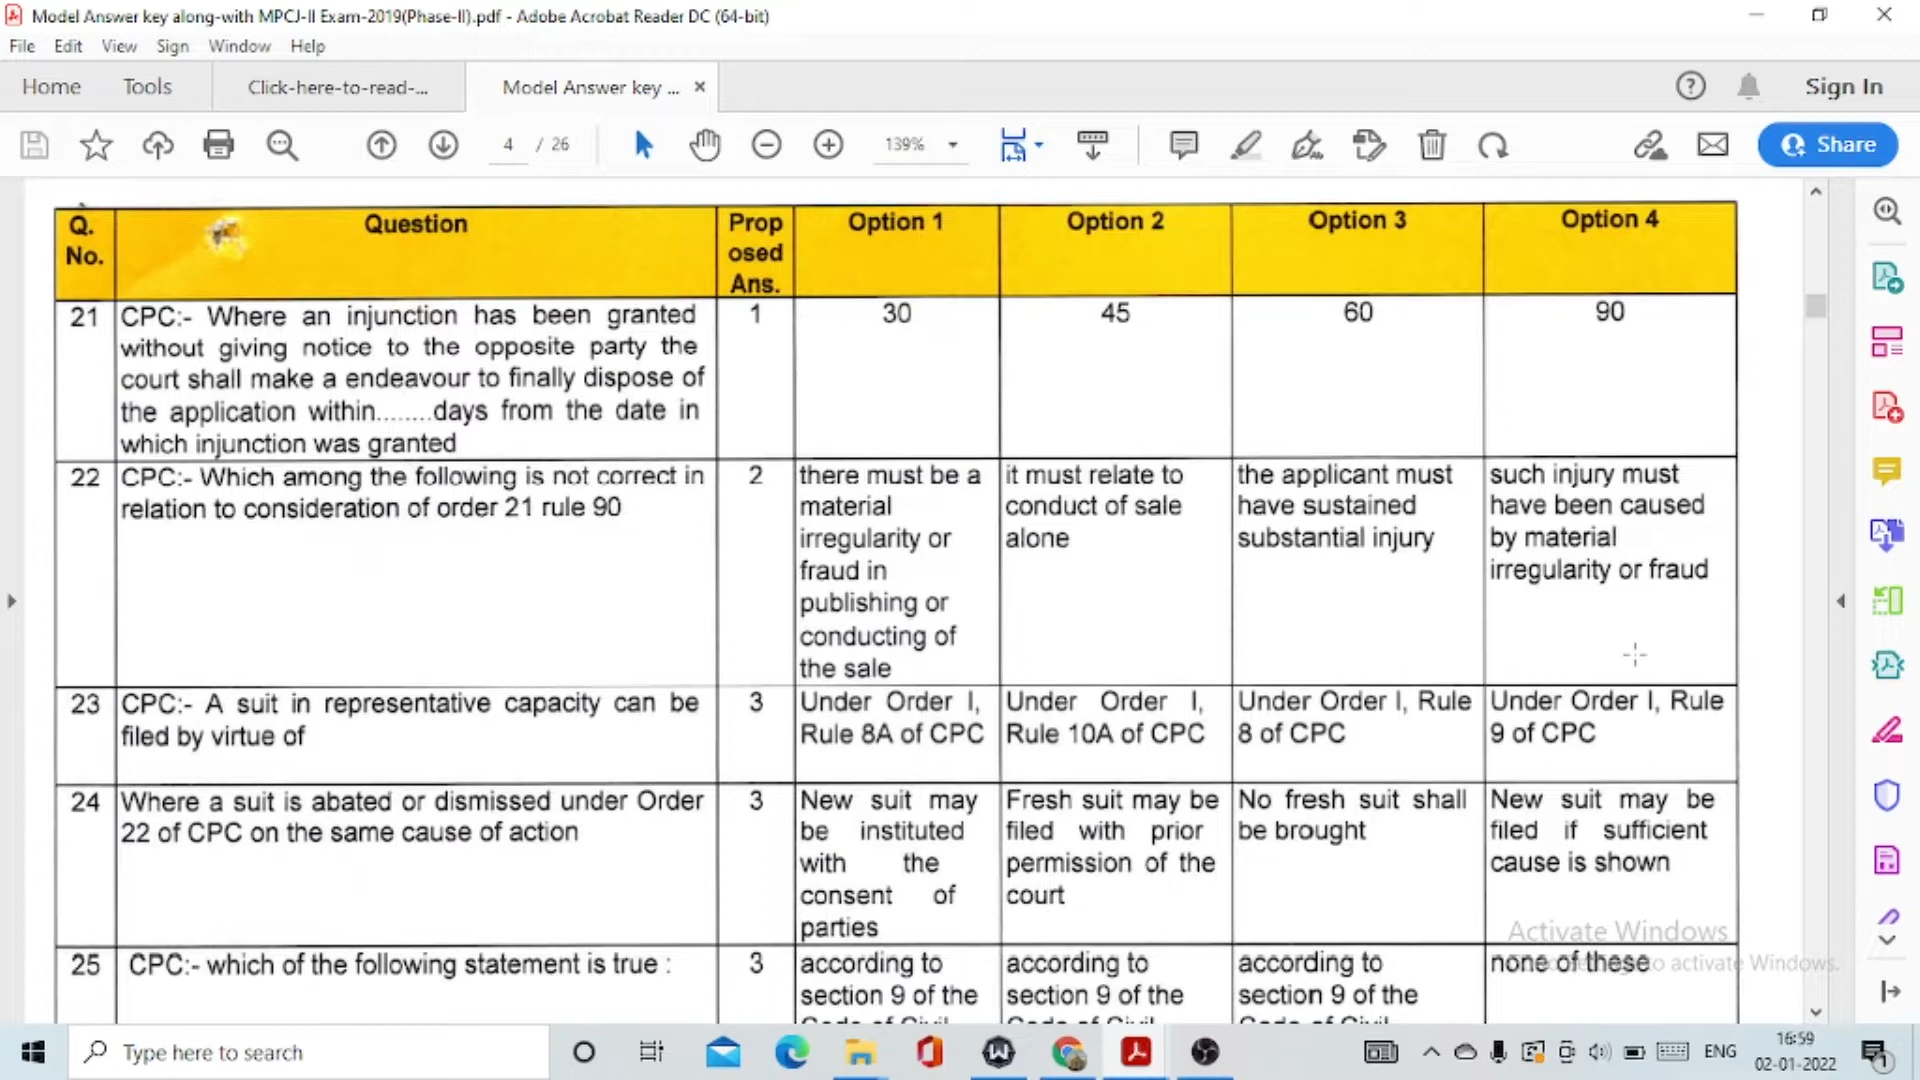 Model Answer key along-with MPCJ-II Exam-2019(Phase-II).pdf - Adobe Acrobat Reader DC (64-bit)
File Edit View Sign Window Help
Home Tools Click-here-to-read-... Model Answer key ... × Sign In
4 / 26 139% Share
Q. No. Question Prop osed Ans. Option 1 Option 2 Option 3 Option 4
21
CPC:- Where an injunction has been granted
without giving notice to the opposite party the
court shall make a endeavour to finally dispose of
the application within........days from the date in
which injunction was granted
1
30
45
60
90
22
CPC:- Which among the following is not correct in
relation to consideration of order 21 rule 90
2
there must be a
material
irregularity or
fraud in
publishing or
conducting of
the sale
it must relate to
conduct of sale
alone
the applicant must
have sustained
substantial injury
such injury must
have been caused
by material
irregularity or fraud
23
CPC:- A suit in representative capacity can be
filed by virtue of
3
Under Order I,
Rule 8A of CPC
Under Order I,
Rule 10A of CPC
Under Order I, Rule
8 of CPC
Under Order I, Rule
9 of CPC
24
Where a suit is abated or dismissed under Order
22 of CPC on the same cause of action
3
New suit may
be instituted
with the
consent of
parties
Fresh suit may be
filed with prior
permission of the
court
No fresh suit shall
be brought
New suit may be
filed if sufficient
cause is shown
25
CPC:- which of the following statement is true :
3
according to
section 9 of the
Code of Civil
according to
section 9 of the
Code of Civil
according to
section 9 of the
Code of Civil
none of these
Activate Windows
to activate Windows.
Type here to search
ENG
16:59
02-01-2022
1